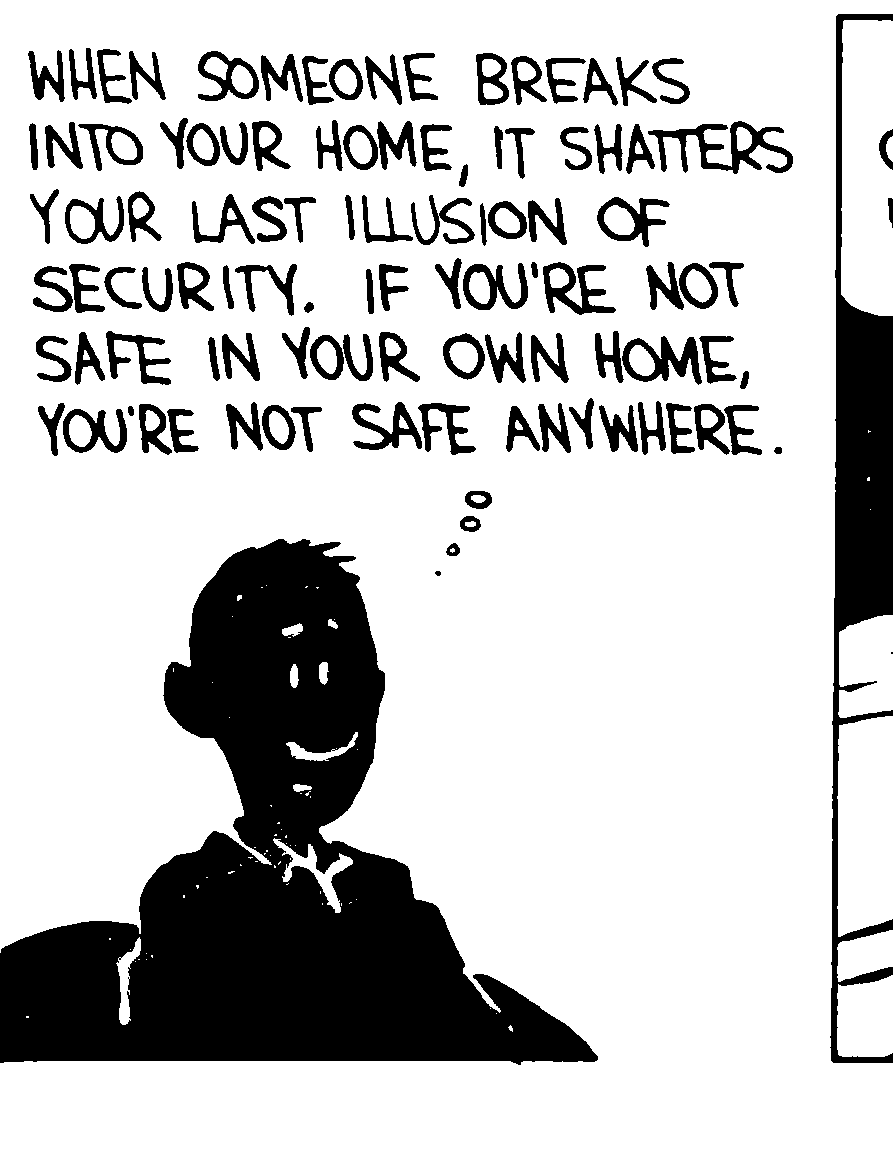 WHEN SOMEONE BREAKS
INTO YOUR HOME, IT SHATTERS
YOUR LAST ILLUSION OF
SECURITY. IF YOU'RE NOT
SAFE IN YOUR OWN HOME,
YOU'RE NOT SAFE ANYWHERE.